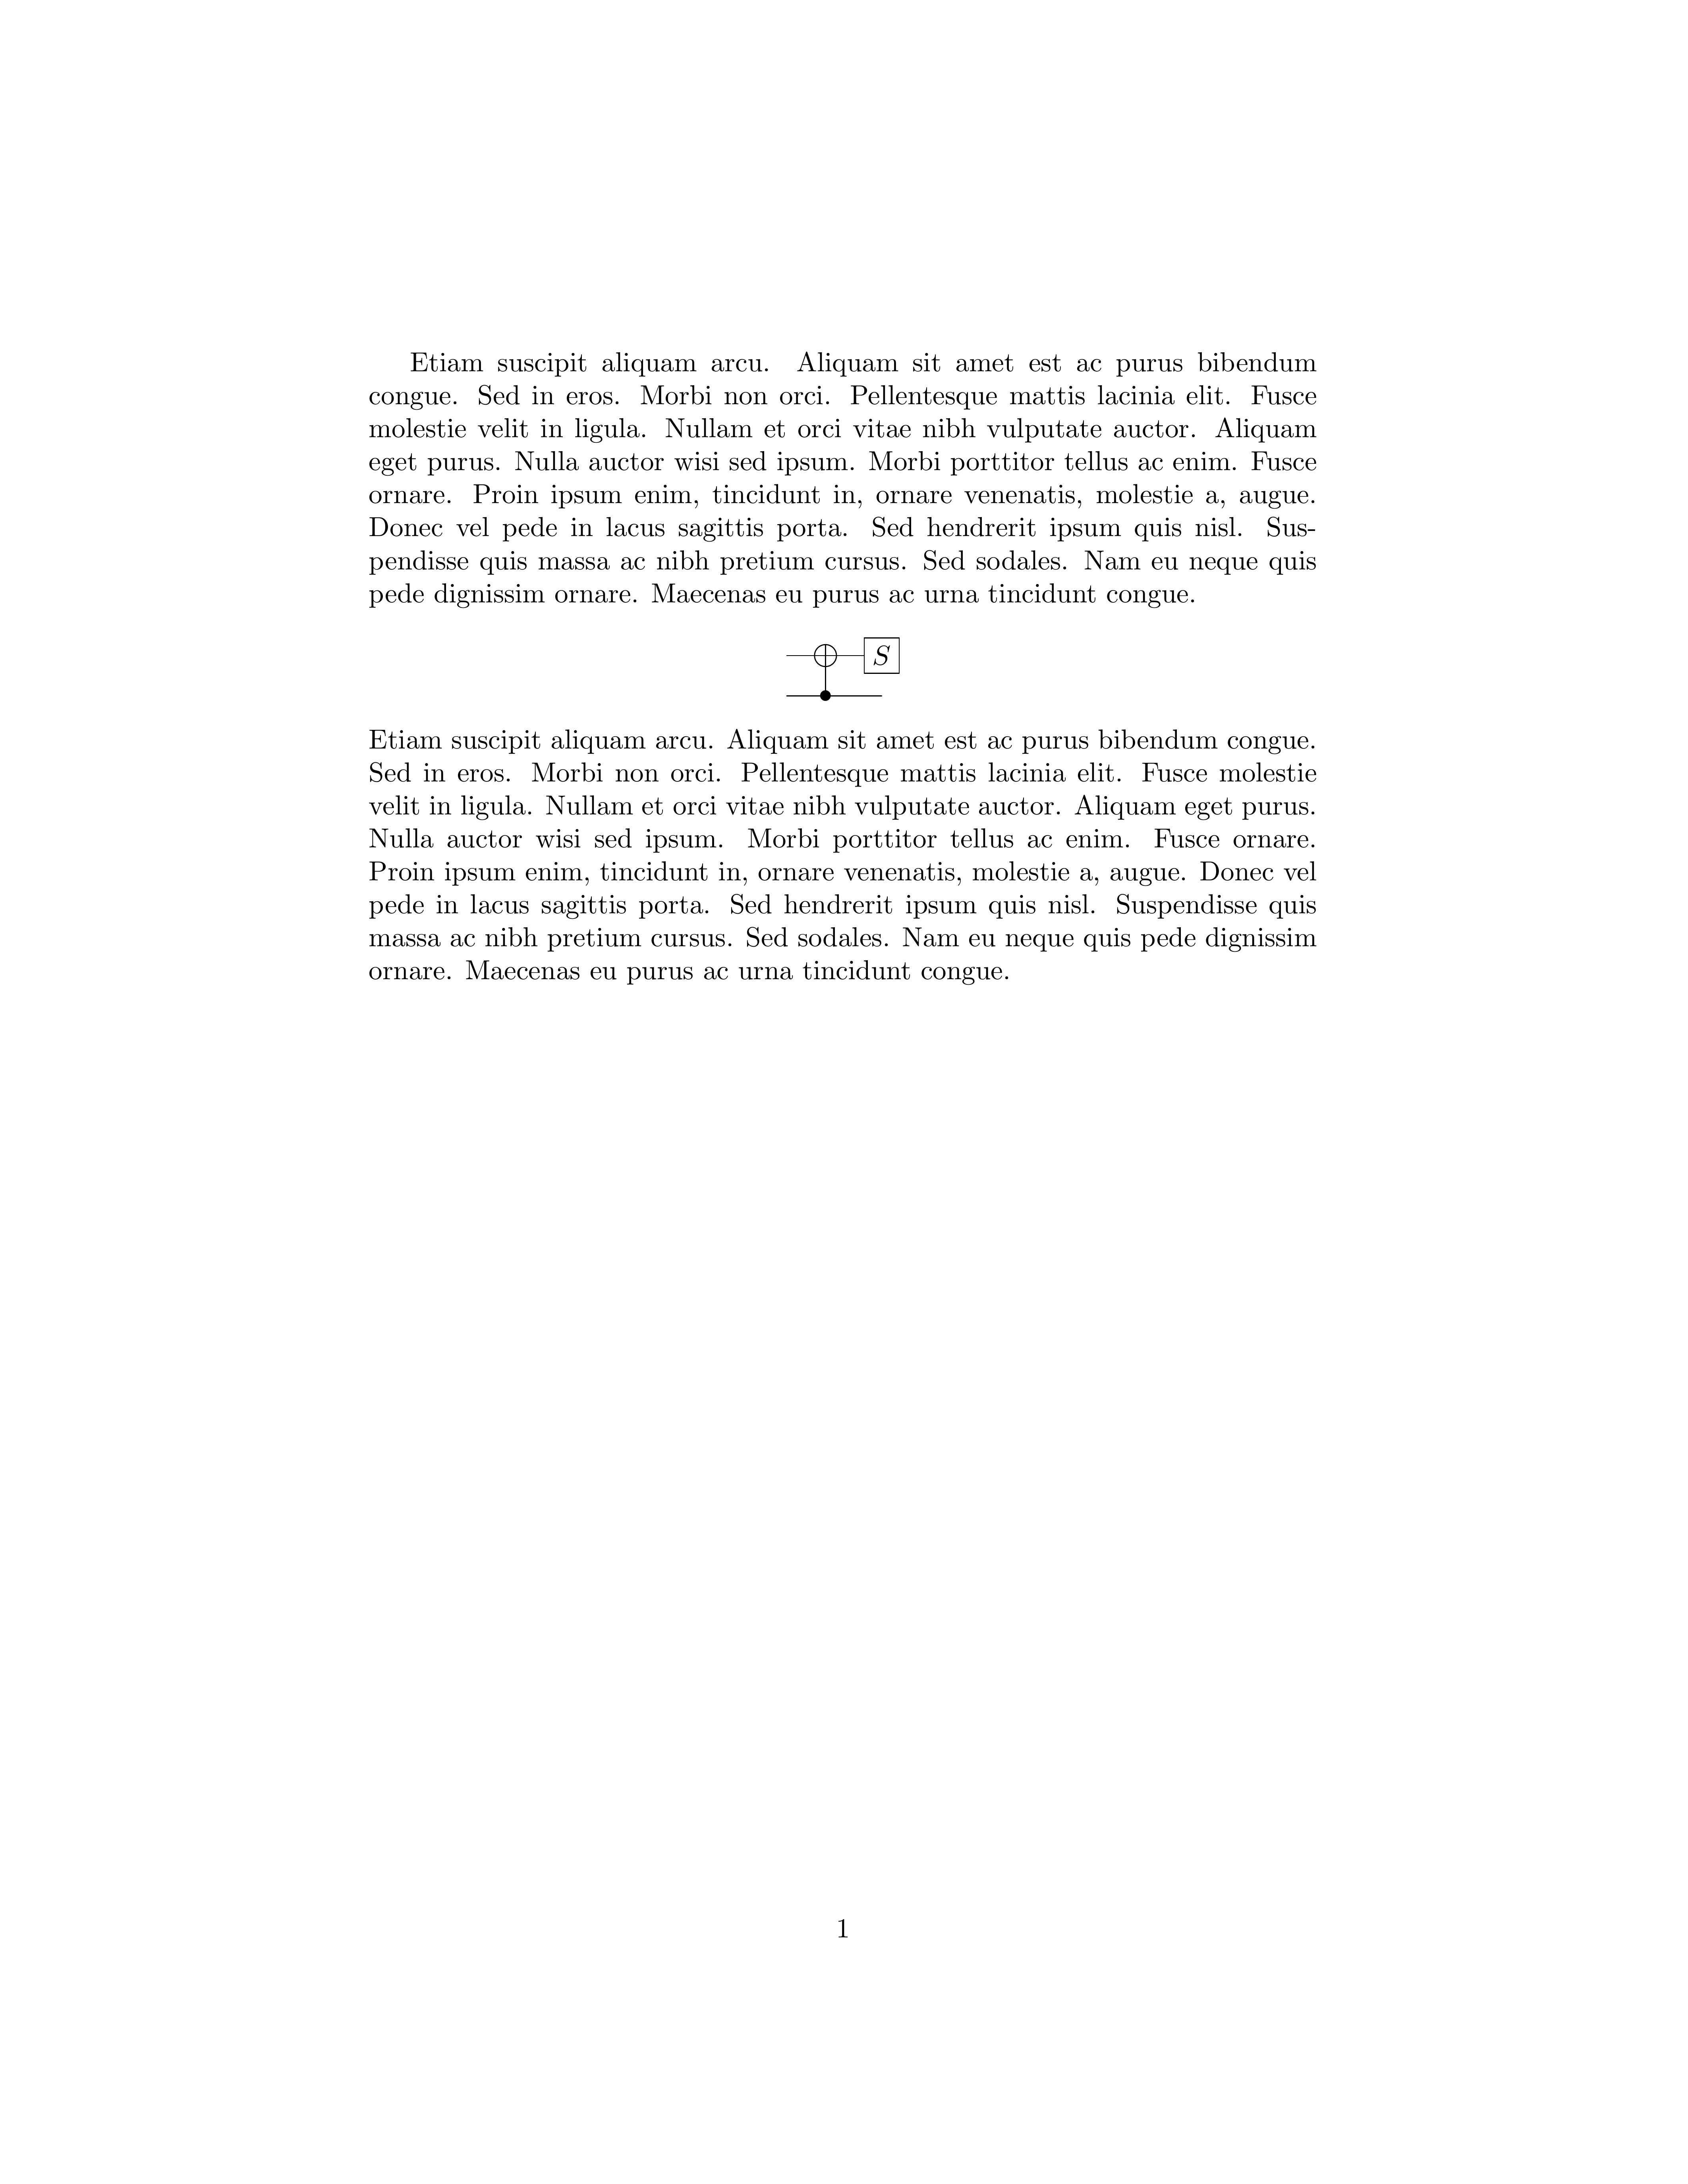 Etiam suscipit aliquam arcu. Aliquam sit amet est ac purus bibendum
congue. Sed in eros. Morbi non orci. Pellentesque mattis lacinia elit. Fusce
molestie velit in ligula. Nullam et orci vitae nibh vulputate auctor. Aliquam
eget purus. Nulla auctor wisi sed ipsum. Morbi porttitor tellus ac enim. Fusce
ornare. Proin ipsum enim, tincidunt in, ornare venenatis, molestie a, augue.
Donec vel pede in lacus sagittis porta. Sed hendrerit ipsum quis nisl. Sus-
pendisse quis massa ac nibh pretium cursus. Sed sodales. Nam eu neque quis
pede dignissim ornare. Maecenas eu purus ac urna tincidunt congue.
S
Etiam suscipit aliquam arcu. Aliquam sit amet est ac purus bibendum congue.
Sed in eros. Morbi non orci. Pellentesque mattis lacinia elit. Fusce molestie
velit in ligula. Nullam et orci vitae nibh vulputate auctor. Aliquam eget purus.
Nulla auctor wisi sed ipsum. Morbi porttitor tellus ac enim. Fusce ornare.
Proin ipsum enim, tincidunt in, ornare venenatis, molestie a, augue. Donec vel
pede in lacus sagittis porta. Sed hendrerit ipsum quis nisl. Suspendisse quis
massa ac nibh pretium cursus. Sed sodales. Nam eu neque quis pede dignissim
ornare. Maecenas eu purus ac urna tincidunt congue.
1